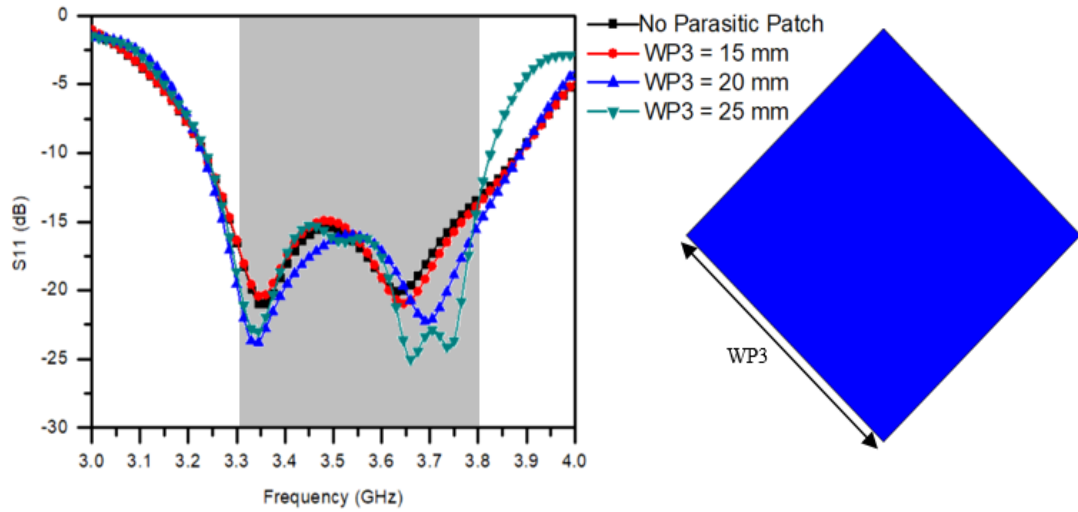 0
-5
-10
-15
-20
-25
-30
S11 (dB)
3.0 3.1 3.2 3.3 3.4 3.5 3.6 3.7 3.8 3.9 4.0
Frequency (GHz)
No Parasitic Patch
WP3 = 15 mm
WP3 = 20 mm
WP3 = 25 mm
WP3